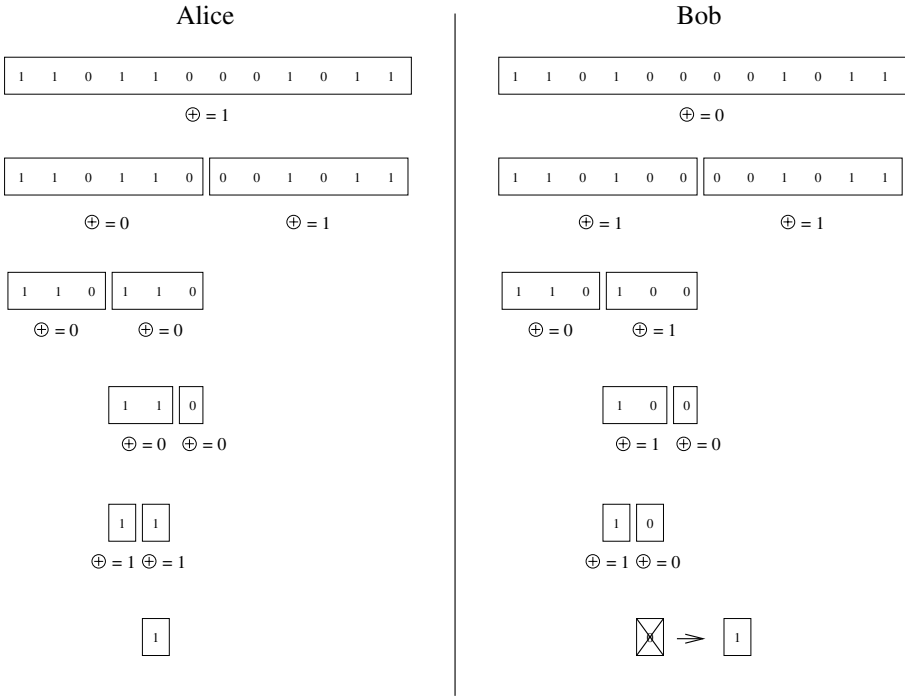 Alice Bob
1 1 0 1 1 0 0 0 1 0 1 1 1 1 0 1 0 0 0 0 1 0 1 1
⊕ = 1 ⊕ = 0
1 1 0 1 1 0 0 0 1 0 1 1 1 1 0 1 0 0 0 0 1 0 1 1
⊕ = 0 ⊕ = 1 ⊕ = 1 ⊕ = 1
1 1 0 1 1 0 1 1 0 1 0 0
⊕ = 0 ⊕ = 0 ⊕ = 0 ⊕ = 1
1 1 0 1 0 0
⊕ = 0 ⊕ = 0 ⊕ = 1 ⊕ = 0
1 1 1 0
⊕ = 1 ⊕ = 1 ⊕ = 1 ⊕ = 0
1 0 → 1